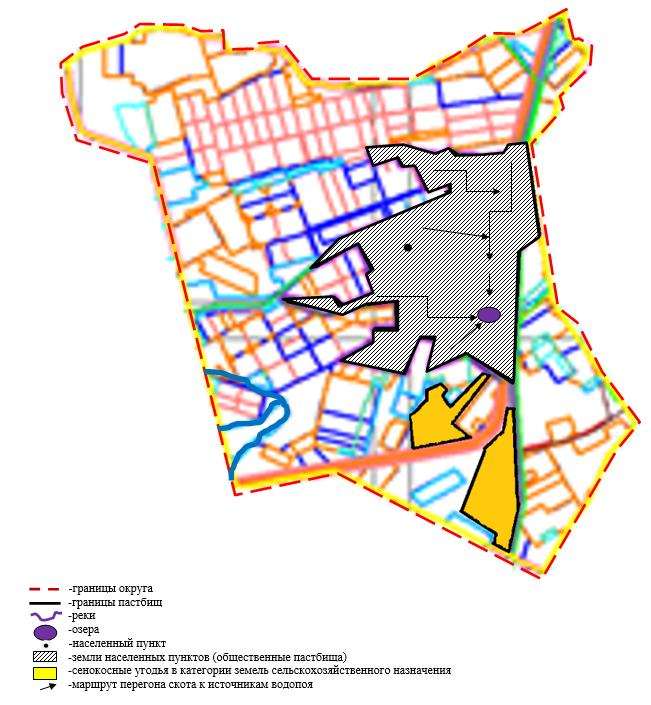 -границы округа
-границы пастбищ
-реки
-озера
-населенный пункт
-земли населенных пунктов (общественные пастбиша)
-сенокосные угодья в категории земель сельскохозяйственного назначения
-маршрут перегона скота к источникам водопоя